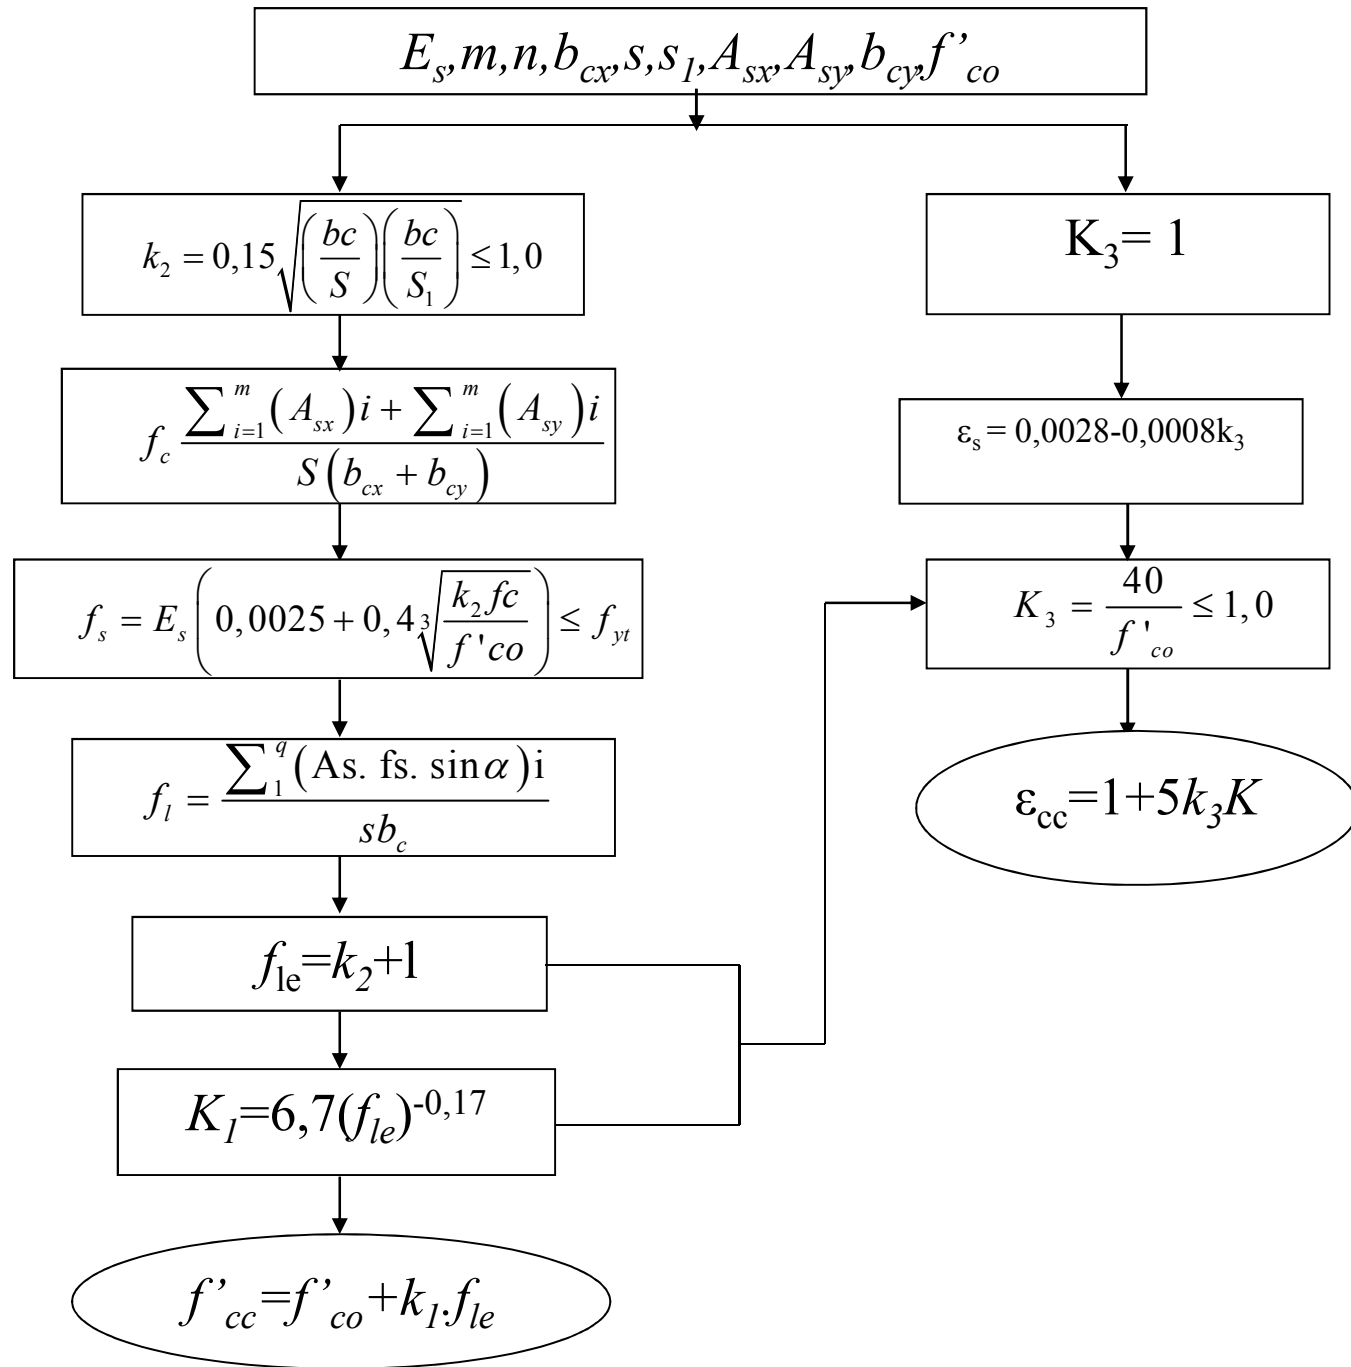 E_s,m,n,b_cx,s,s_1,A_sx,A_sy,b_cy,f'_co
k_2 = 0,15√((bc/S)(bc/S_1)) ≤ 1,0
K_3= 1
f_c (∑_{i=1}^{m}(A_sx)i + ∑_{i=1}^{m}(A_sy)i)/(S(b_cx + b_cy))
ε_s = 0,0028-0,0008k_3
f_s = E_s(0,0025 + 0,4 ∛(k_2 fc/f'co)) ≤ f_yt
K_3 = 40/f'_co ≤ 1,0
f_l = (∑_1^q (As. fs. sinα)i)/(sb_c)
ε_cc=1+5k_3K
f_le=k_2+l
K_1=6,7(f_le)^-0,17
f'_cc=f'_co+k_1.f_le